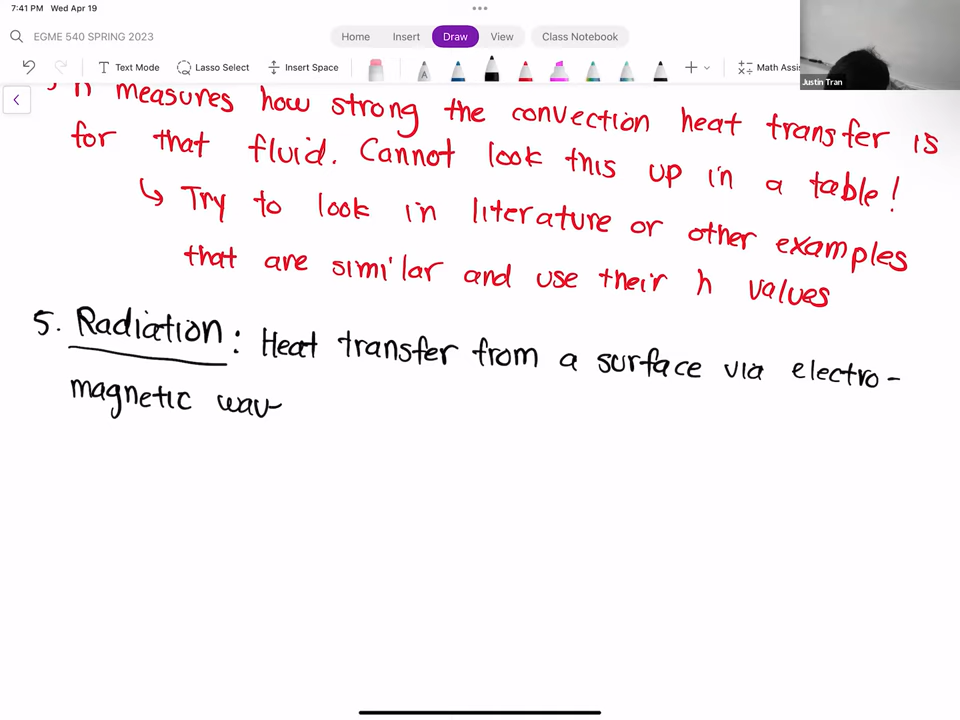 7:41 PM Wed Apr 19
EGME 540 SPRING 2023
Home Insert Draw View Class Notebook
Text Mode Lasso Select Insert Space Math Assis
Justin Tran
h measures how strong the convection heat transfer is
for that fluid. Cannot look this up in a table!
↳ Try to look in literature or other examples
that are similar and use their h values
5. Radiation: Heat transfer from a surface via electro-
magnetic wav